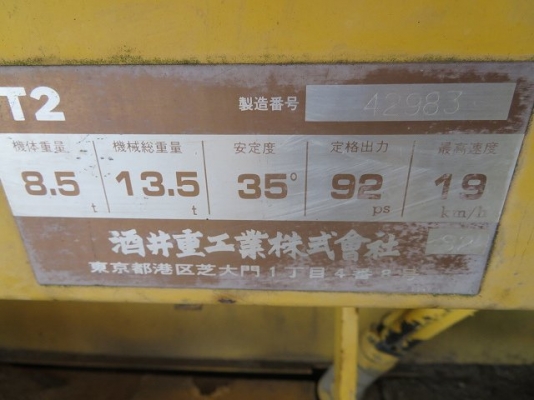 T2 製造番号 42983
機体重量 機械総重量 安定度 定格出力 最高速度
8.5 t 13.5 t 35° 92 ps 19 km/h
酒井重工業株式會社
東京都港区芝大門1丁目4番8号